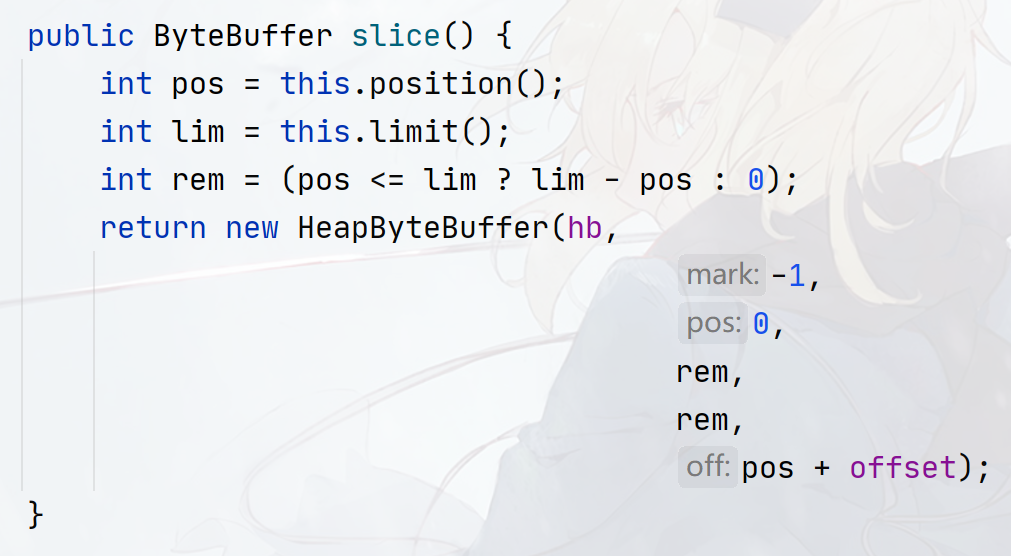 public ByteBuffer slice() {
    int pos = this.position();
    int lim = this.limit();
    int rem = (pos <= lim ? lim - pos : 0);
    return new HeapByteBuffer(hb,
                                    mark: -1,
                                    pos: 0,
                                    rem,
                                    rem,
                                    off: pos + offset);
}